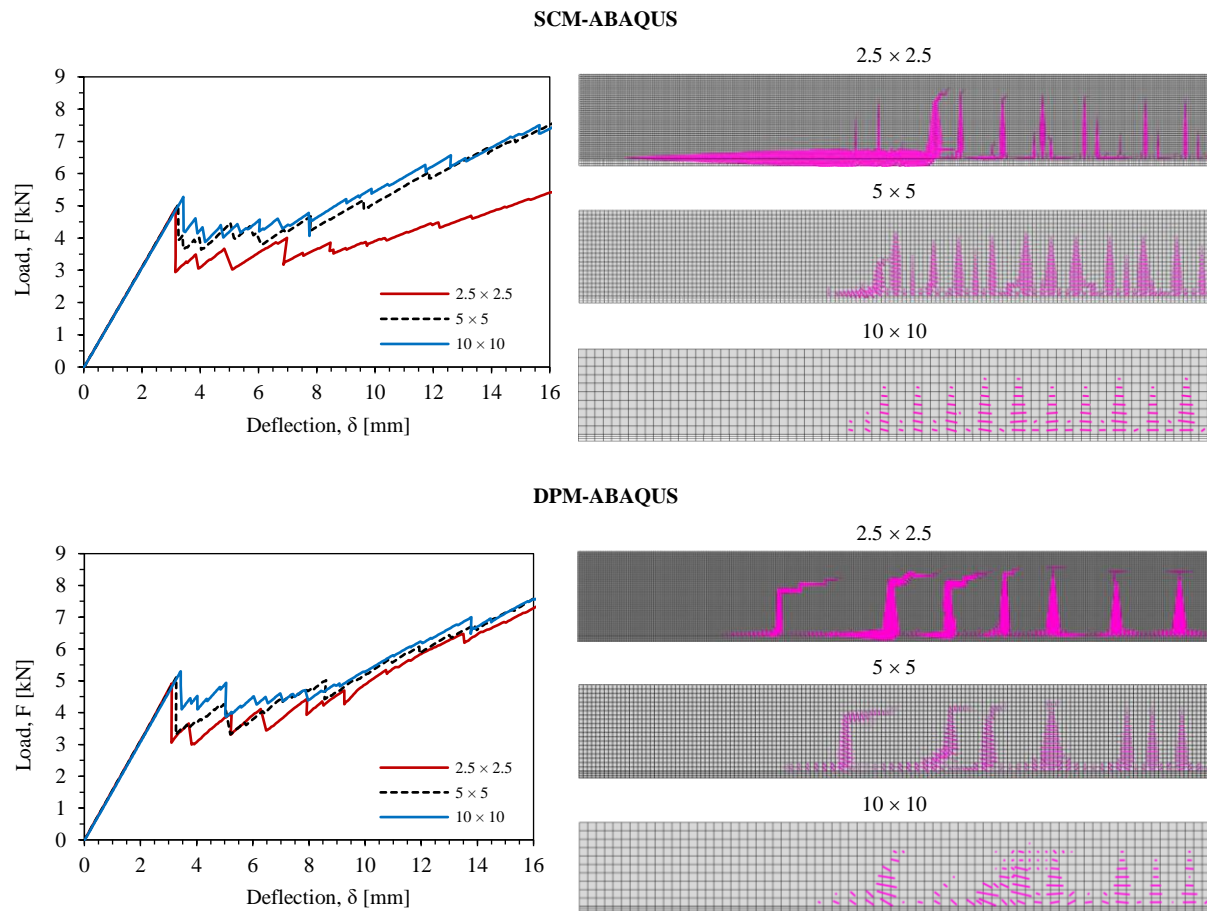 SCM-ABAQUS
9
8
7
6
5
4
3
2
1
0
Load, F [kN]
2.5 × 2.5
5 × 5
10 × 10
0 2 4 6 8 10 12 14 16
Deflection, δ [mm]
2.5 × 2.5
5 × 5
10 × 10
DPM-ABAQUS
9
8
7
6
5
4
3
2
1
0
Load, F [kN]
2.5 × 2.5
5 × 5
10 × 10
0 2 4 6 8 10 12 14 16
Deflection, δ [mm]
2.5 × 2.5
5 × 5
10 × 10